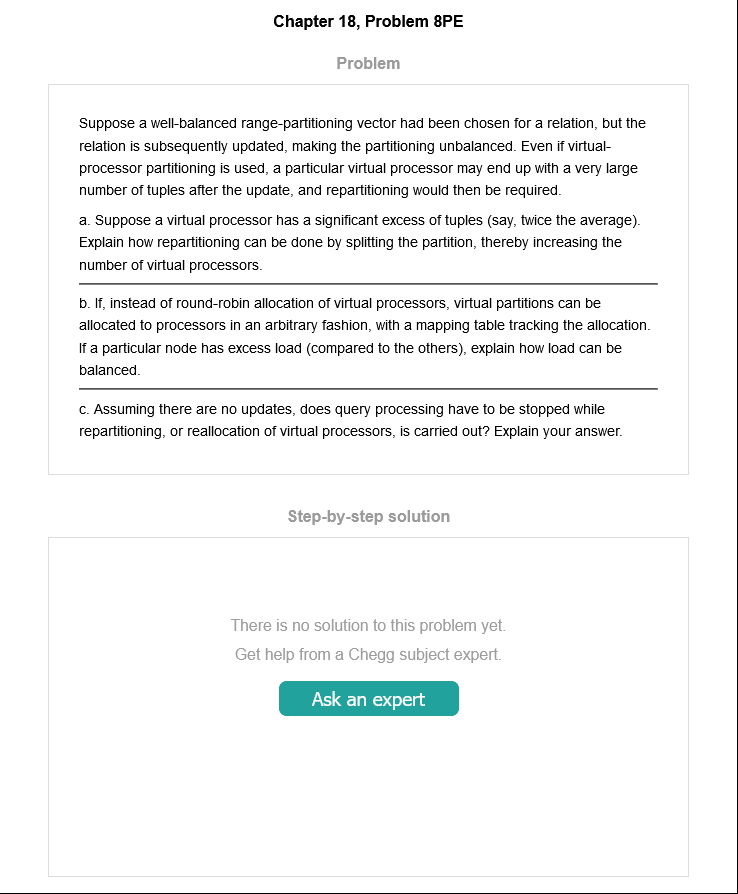 Chapter 18, Problem 8PE
Problem
Suppose a well-balanced range-partitioning vector had been chosen for a relation, but the
relation is subsequently updated, making the partitioning unbalanced. Even if virtual-
processor partitioning is used, a particular virtual processor may end up with a very large
number of tuples after the update, and repartitioning would then be required.
a. Suppose a virtual processor has a significant excess of tuples (say, twice the average).
Explain how repartitioning can be done by splitting the partition, thereby increasing the
number of virtual processors.
b. If, instead of round-robin allocation of virtual processors, virtual partitions can be
allocated to processors in an arbitrary fashion, with a mapping table tracking the allocation.
If a particular node has excess load (compared to the others), explain how load can be
balanced.
c. Assuming there are no updates, does query processing have to be stopped while
repartitioning, or reallocation of virtual processors, is carried out? Explain your answer.
Step-by-step solution
There is no solution to this problem yet.
Get help from a Chegg subject expert.
Ask an expert